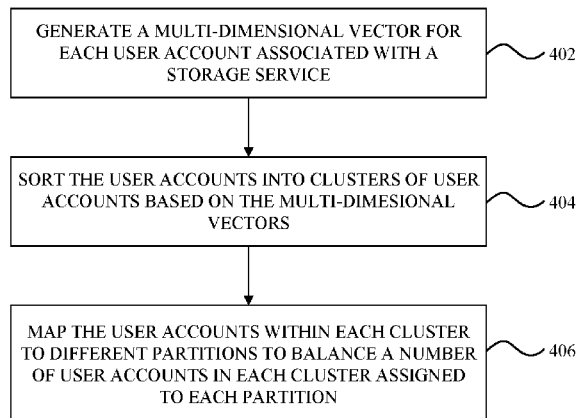 GENERATE A MULTI-DIMENSIONAL VECTOR FOR
EACH USER ACCOUNT ASSOCIATED WITH A
STORAGE SERVICE
402
SORT THE USER ACCOUNTS INTO CLUSTERS OF USER
ACCOUNTS BASED ON THE MULTI-DIMESIONAL
VECTORS
404
MAP THE USER ACCOUNTS WITHIN EACH CLUSTER
TO DIFFERENT PARTITIONS TO BALANCE A NUMBER
OF USER ACCOUNTS IN EACH CLUSTER ASSIGNED
TO EACH PARTITION
406